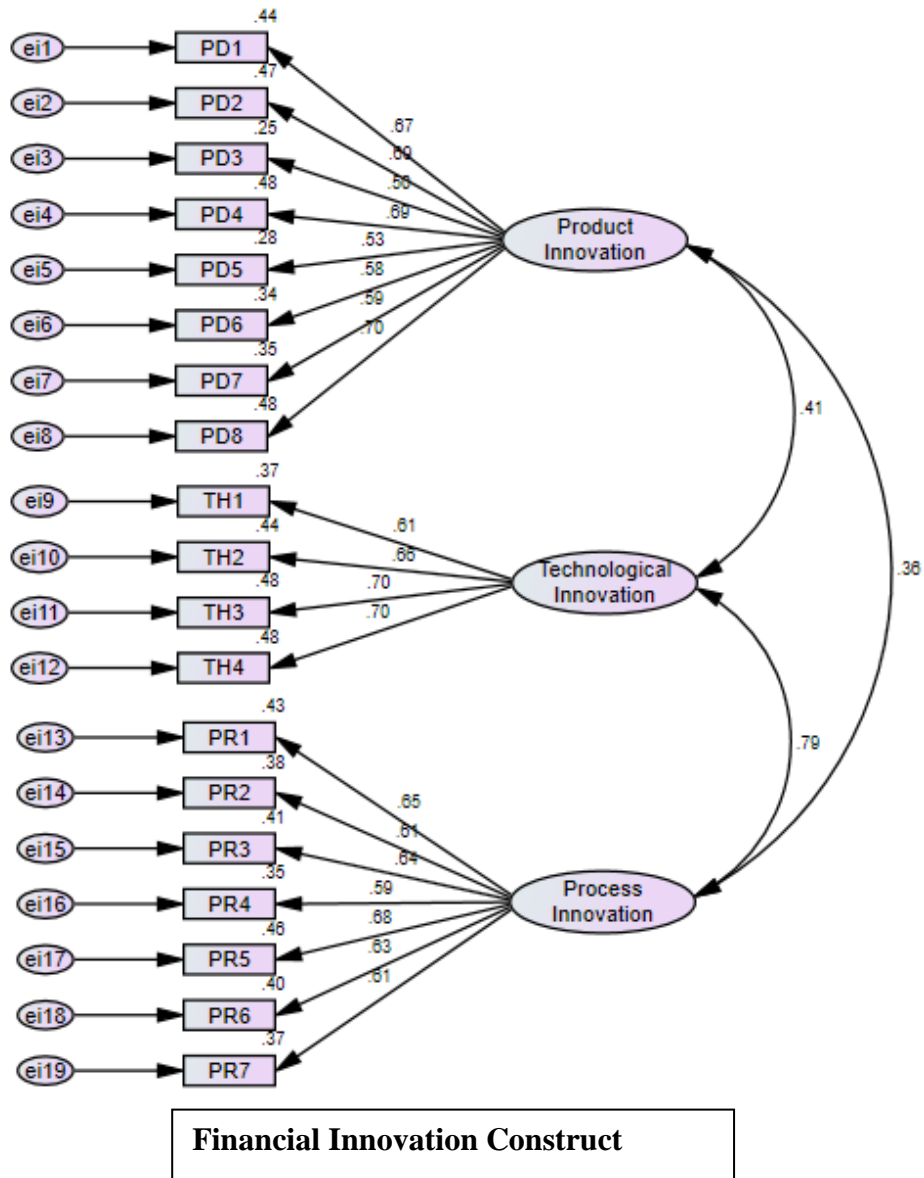 .44
ei1 PD1
.47
ei2 PD2
.25
.67
ei3 PD3
.69
.50
.48
ei4 PD4
.69
Product
Innovation
.28
.53
ei5 PD5
.58
.34
.59
ei6 PD6
.70
.35
ei7 PD7
.48
ei8 PD8
.41
.37
ei9 TH1
.44
.61
ei10 TH2
.66
.48
.70
Technological
Innovation
.36
ei11 TH3
.70
.48
ei12 TH4
.43
ei13 PR1
.79
.38
ei14 PR2
.65
.41
.61
ei15 PR3
.64
.35
.59
ei16 PR4
Process
Innovation
.46
.68
ei17 PR5
.63
.40
.61
ei18 PR6
.37
ei19 PR7
Financial Innovation Construct